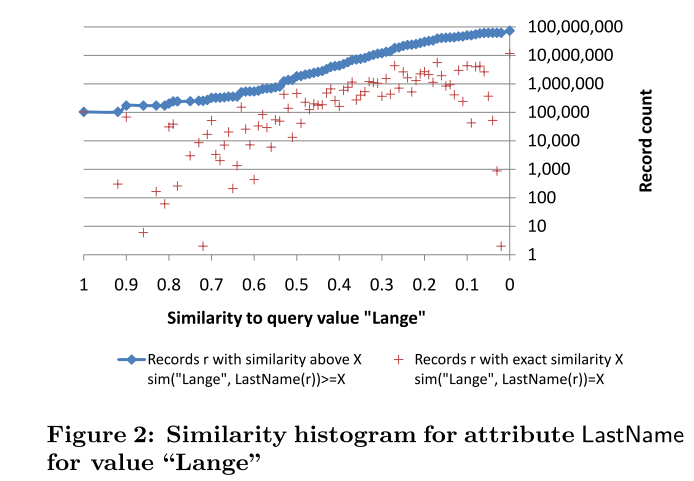 100,000,000
10,000,000
1,000,000
100,000
10,000
1,000
100
10
1
Record count
1 0.9 0.8 0.7 0.6 0.5 0.4 0.3 0.2 0.1 0
Similarity to query value "Lange"
Records r with similarity above X
sim("Lange", LastName(r))>=X
Records r with exact similarity X
sim("Lange", LastName(r))=X
Figure 2: Similarity histogram for attribute LastName
for value “Lange”